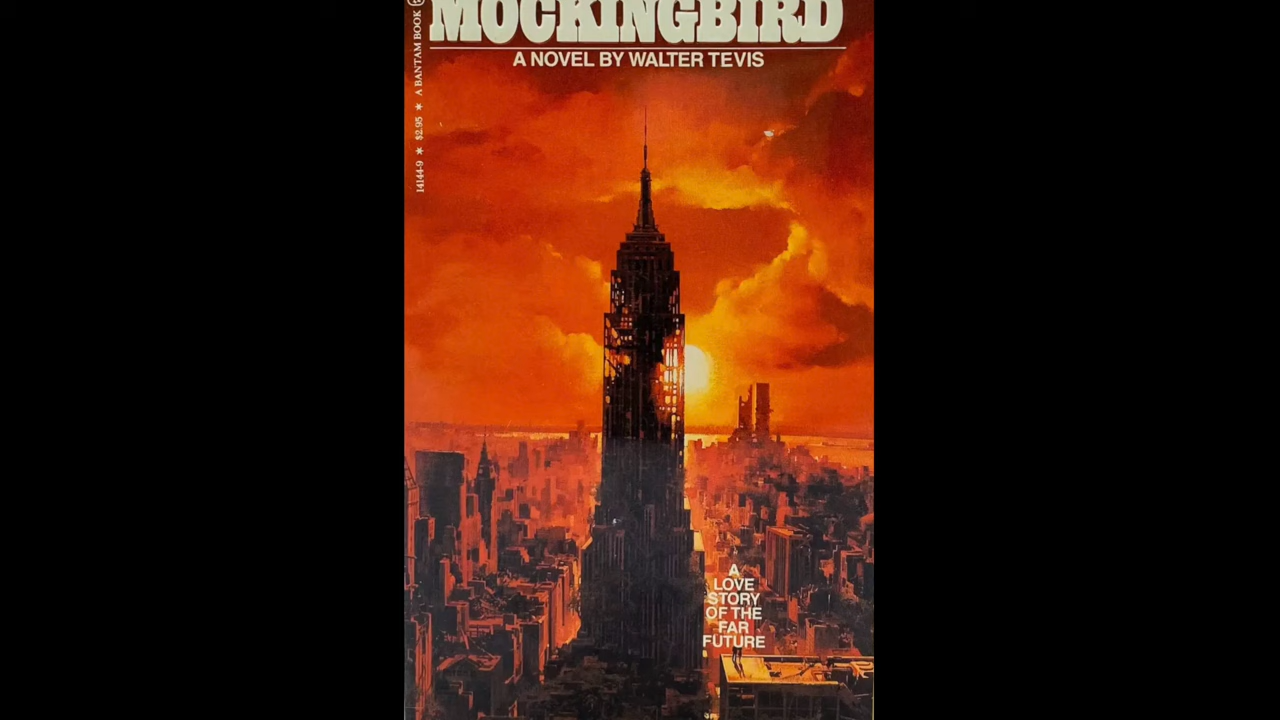 MOCKINGBIRD
A NOVEL BY WALTER TEVIS
14144-9 * $2.95 * A BANTAM BOOK
A
LOVE
STORY
OF THE
FAR
FUTURE